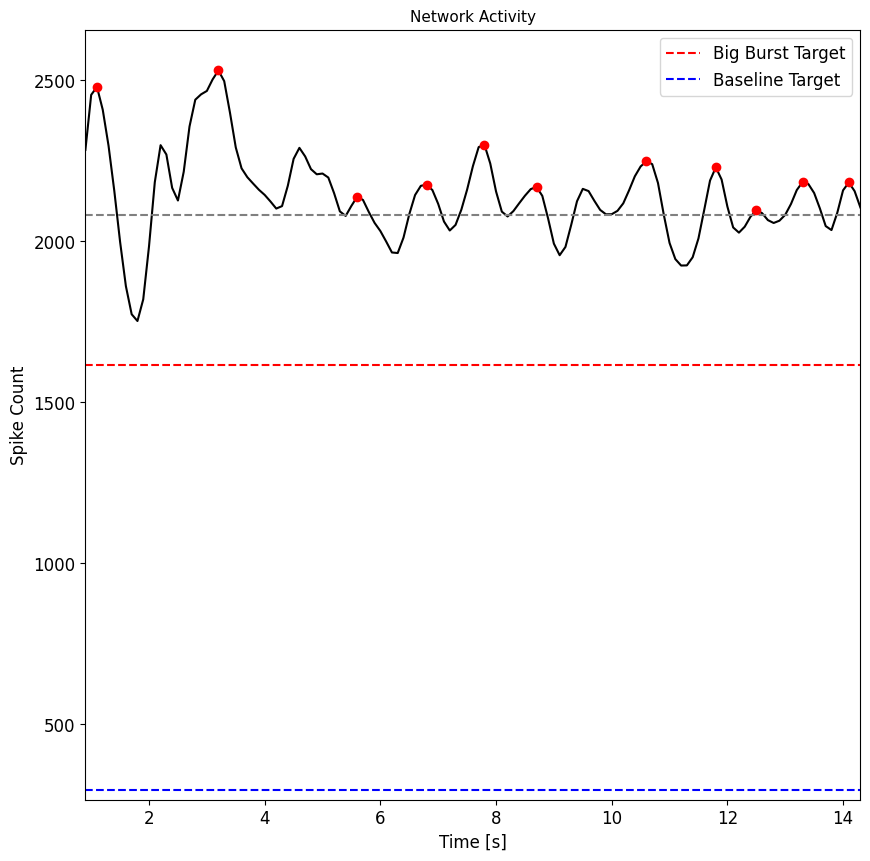 Network Activity
Big Burst Target
Baseline Target
Spike Count
2500
2000
1500
1000
500
2 4 6 8 10 12 14
Time [s]